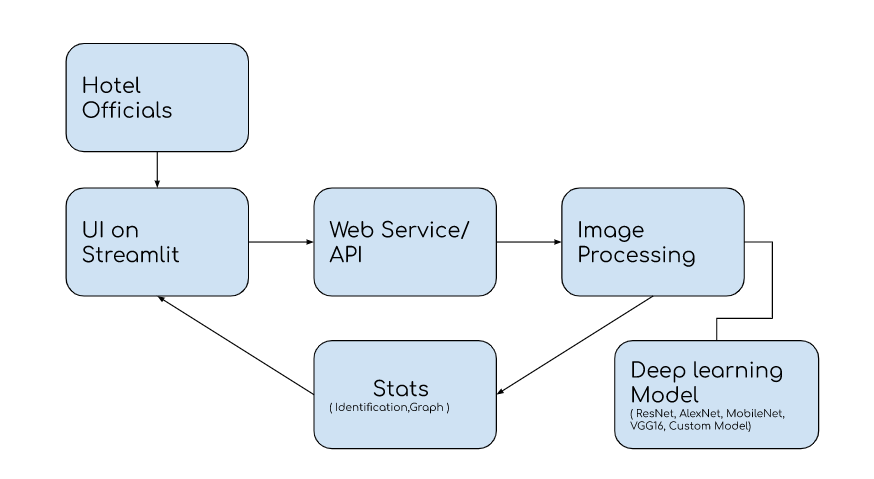 Hotel
Officials
UI on
Streamlit
Web Service/
API
Image
Processing
Stats
( Identification,Graph )
Deep learning
Model
( ResNet, AlexNet, MobileNet,
VGG16, Custom Model)